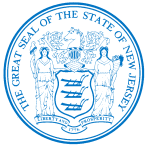 THE GREAT SEAL OF THE STATE OF NEW JERSEY
LIBERTY AND PROSPERITY
1776